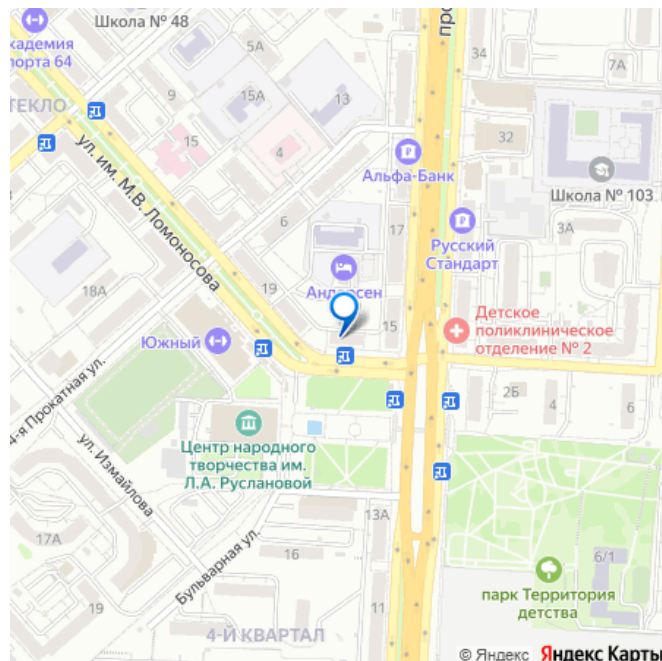 Школа № 48
кадемия
порта 64
5А
34
7А
9
15А
13
ТЕКЛО
15
4
32
Альфа-Банк
Школа № 103
ул. им. М.В. Ломоносова
6
17
3А
Русский
Стандарт
18А
19
Андерсен
15
Детское
поликлиническое
отделение № 2
Южный
4-я Прокатная ул.
2Б
4
6
Центр народного
творчества им.
Л.А. Руслановой
ул. Измайлова
13А
17А
Бульварная ул.
16
6/1
парк Территория
детства
19
11
4-Й КВАРТАЛ
© Яндекс Яндекс Карты